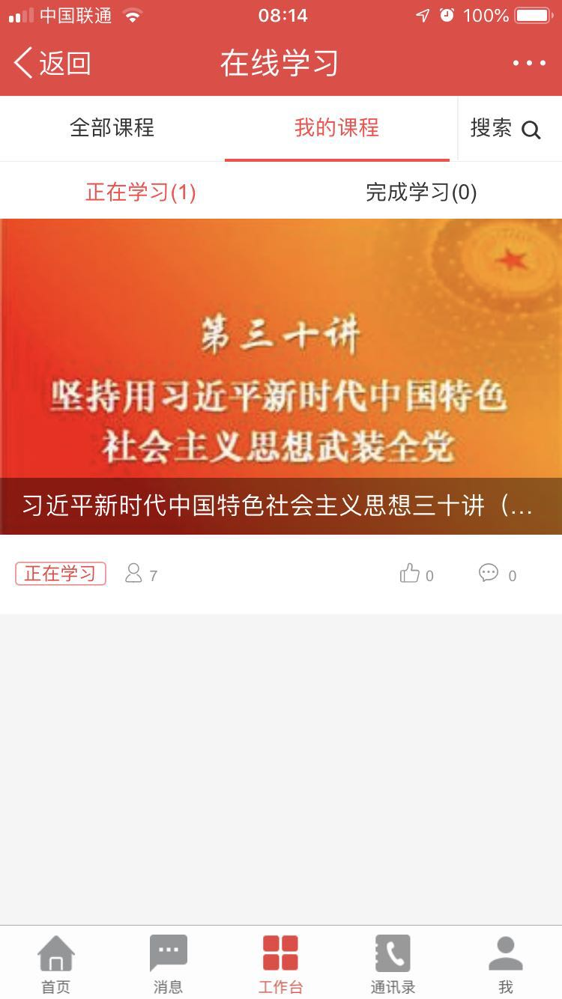 中国联通 08:14 100%
返回 在线学习
全部课程 我的课程 搜索
正在学习(1) 完成学习(0)
第三十讲
坚持用习近平新时代中国特色
社会主义思想武装全党
习近平新时代中国特色社会主义思想三十讲（...
正在学习 7 0 0
首页 消息 工作台 通讯录 我